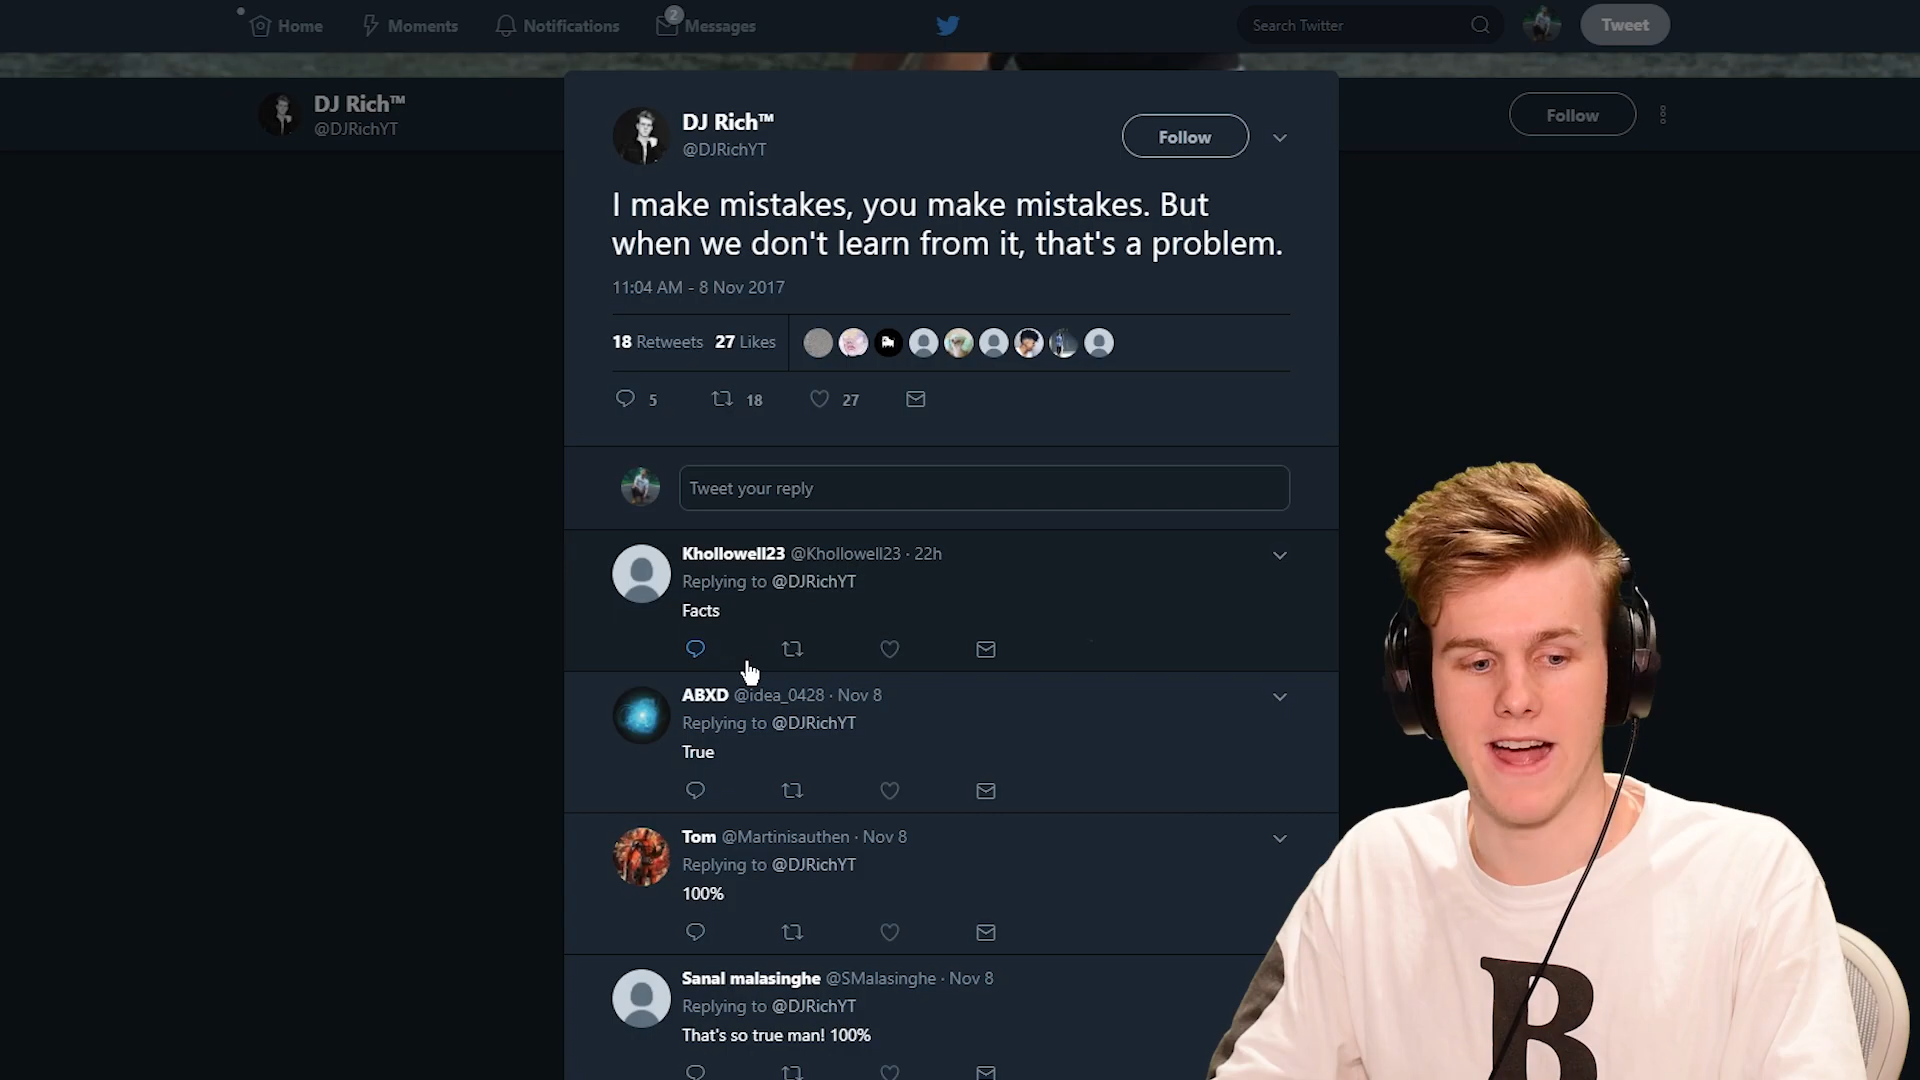 Home
Moments
Notifications
2
Messages
Search Twitter
Tweet
DJ Rich™
@DJRichYT
Follow
DJ Rich™
@DJRichYT
Follow
I make mistakes, you make mistakes. But
when we don't learn from it, that's a problem.
11:04 AM - 8 Nov 2017
18 Retweets 27 Likes
5 18 27
Tweet your reply
Khollowell23 @Khollowell23 · 22h
Replying to @DJRichYT
Facts
ABXD @idea_0428 · Nov 8
Replying to @DJRichYT
True
Tom @Martinisauthen · Nov 8
Replying to @DJRichYT
100%
Sanal malasinghe @SMalasinghe · Nov 8
Replying to @DJRichYT
That's so true man! 100%
B